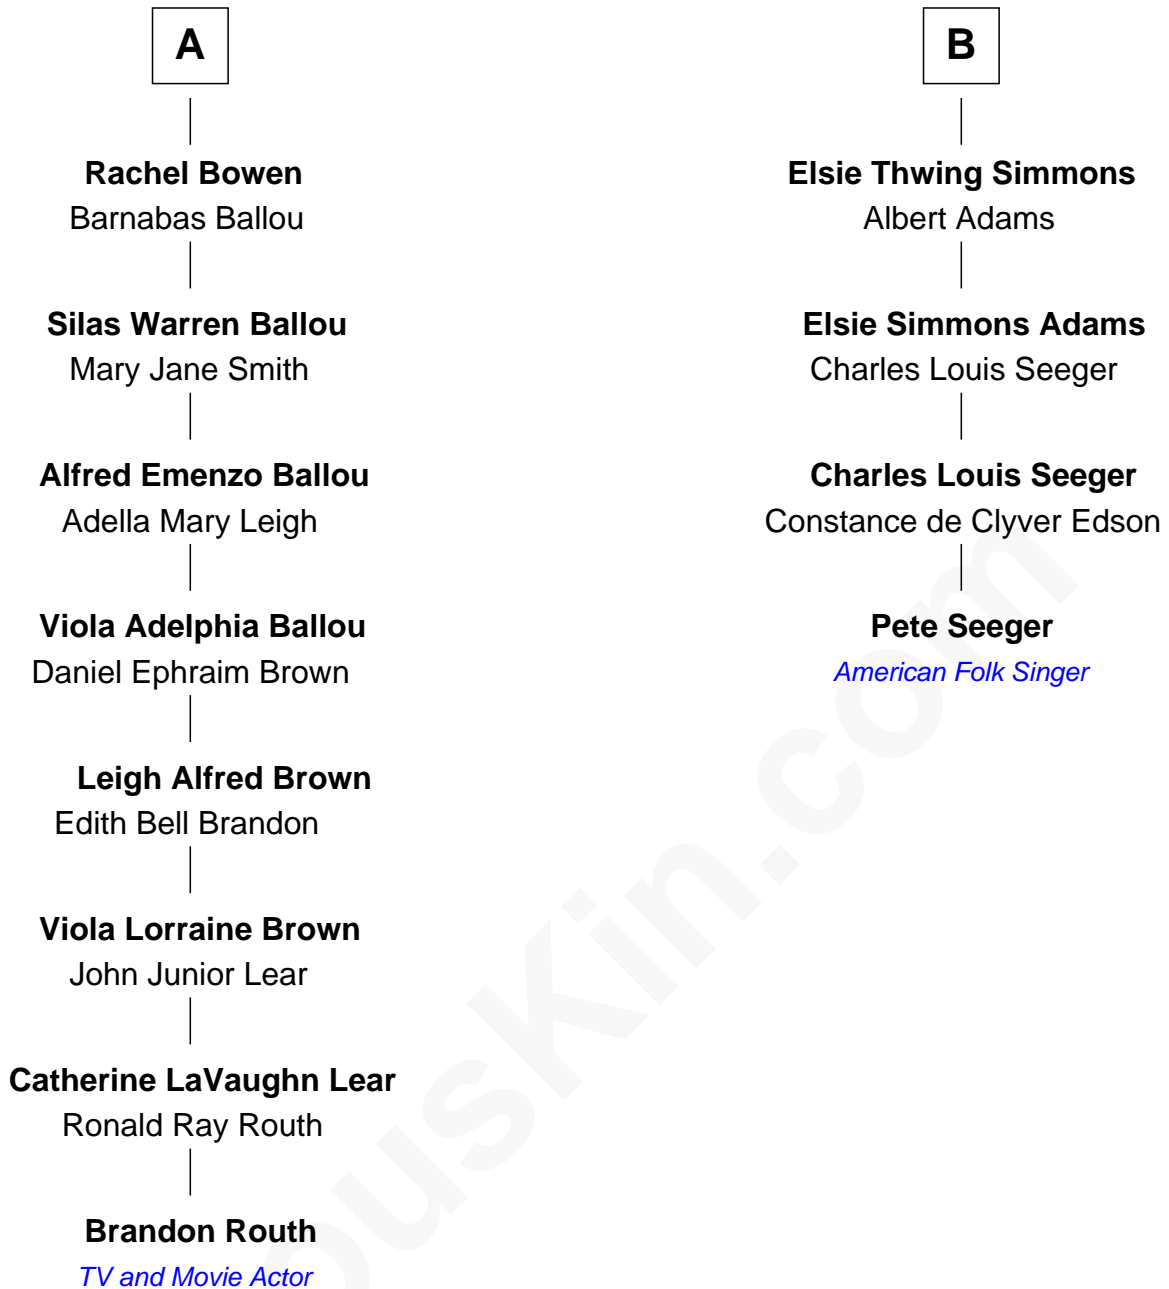 A
Rachel Bowen
Barnabas Ballou
Silas Warren Ballou
Mary Jane Smith
Alfred Emenzo Ballou
Adella Mary Leigh
Viola Adelphia Ballou
Daniel Ephraim Brown
Leigh Alfred Brown
Edith Bell Brandon
Viola Lorraine Brown
John Junior Lear
Catherine LaVaughn Lear
Ronald Ray Routh
Brandon Routh
TV and Movie Actor
B
Elsie Thwing Simmons
Albert Adams
Elsie Simmons Adams
Charles Louis Seeger
Charles Louis Seeger
Constance de Clyver Edson
Pete Seeger
American Folk Singer
ousKin.com